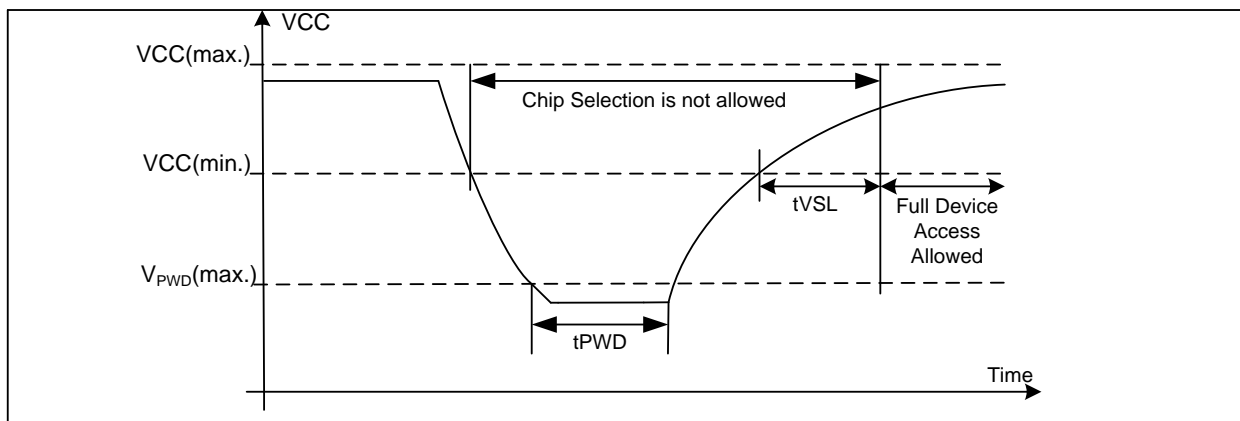 VCC
VCC(max.)
Chip Selection is not allowed
VCC(min.)
tVSL
Full Device
Access
Allowed
VPWD(max.)
tPWD
Time